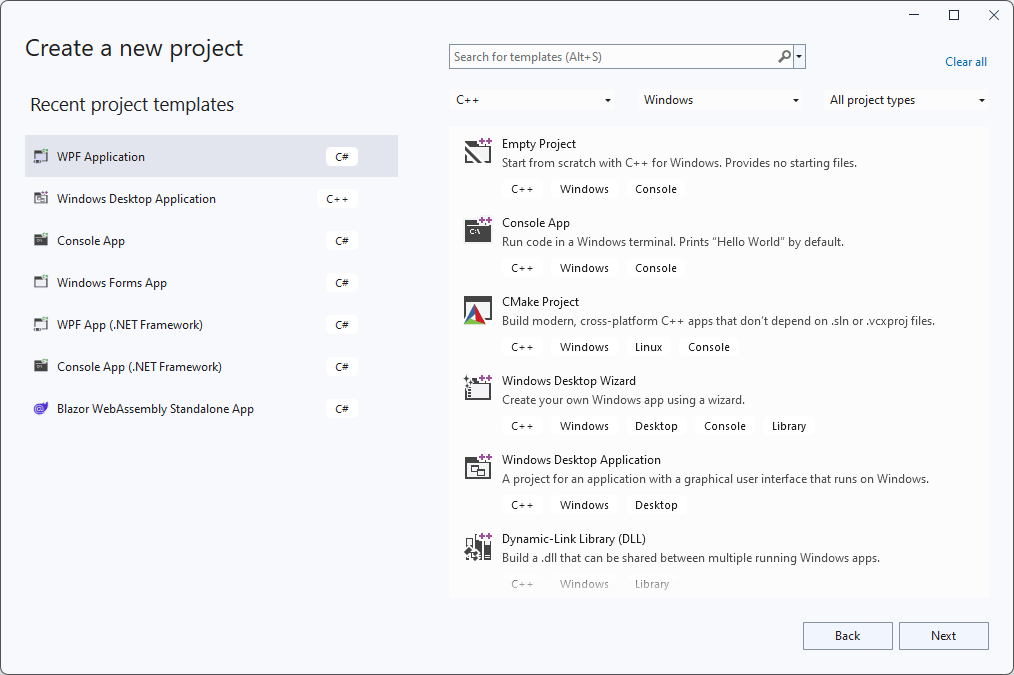 Create a new project
Search for templates (Alt+S)
Clear all
Recent project templates
C++
Windows
All project types
WPF Application C#
Windows Desktop Application C++
Console App C#
Windows Forms App C#
WPF App (.NET Framework) C#
Console App (.NET Framework) C#
Blazor WebAssembly Standalone App C#
Empty Project
Start from scratch with C++ for Windows. Provides no starting files.
C++ Windows Console
Console App
Run code in a Windows terminal. Prints "Hello World" by default.
C++ Windows Console
CMake Project
Build modern, cross-platform C++ apps that don't depend on .sln or .vcxproj files.
C++ Windows Linux Console
Windows Desktop Wizard
Create your own Windows app using a wizard.
C++ Windows Desktop Console Library
Windows Desktop Application
A project for an application with a graphical user interface that runs on Windows.
C++ Windows Desktop
Dynamic-Link Library (DLL)
Build a .dll that can be shared between multiple running Windows apps.
C++ Windows Library
Back
Next